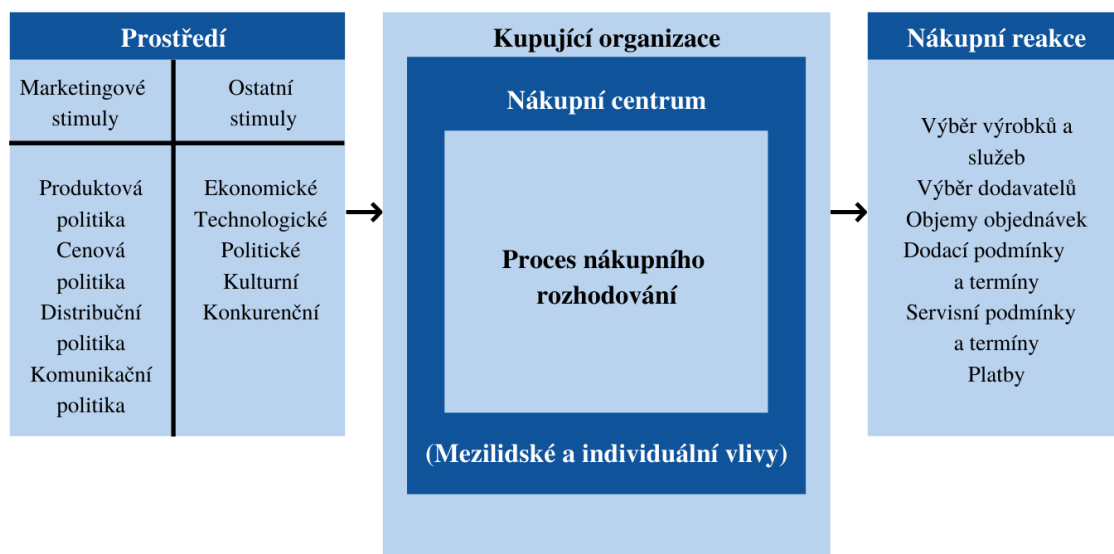 Prostředí
Marketingové
stimuly
Ostatní
stimuly
Produktová
politika
Cenová
politika
Distribuční
politika
Komunikační
politika
Ekonomické
Technologické
Politické
Kulturní
Konkurenční
Kupující organizace
Nákupní centrum
Proces nákupního
rozhodování
(Mezilidské a individuální vlivy)
Nákupní reakce
Výběr výrobků a
služeb
Výběr dodavatelů
Objemy objednávek
Dodací podmínky
a termíny
Servisní podmínky
a termíny
Platby